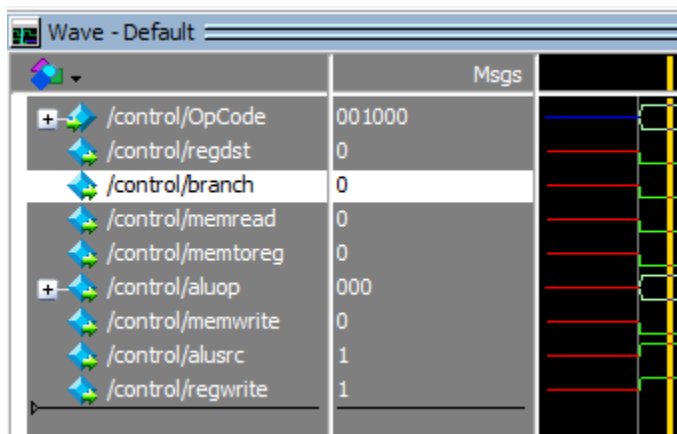 Wave - Default
Msgs
/control/OpCode 001000
/control/regdst 0
/control/branch 0
/control/memread 0
/control/memtoreg 0
/control/aluop 000
/control/memwrite 0
/control/alusrc 1
/control/regwrite 1